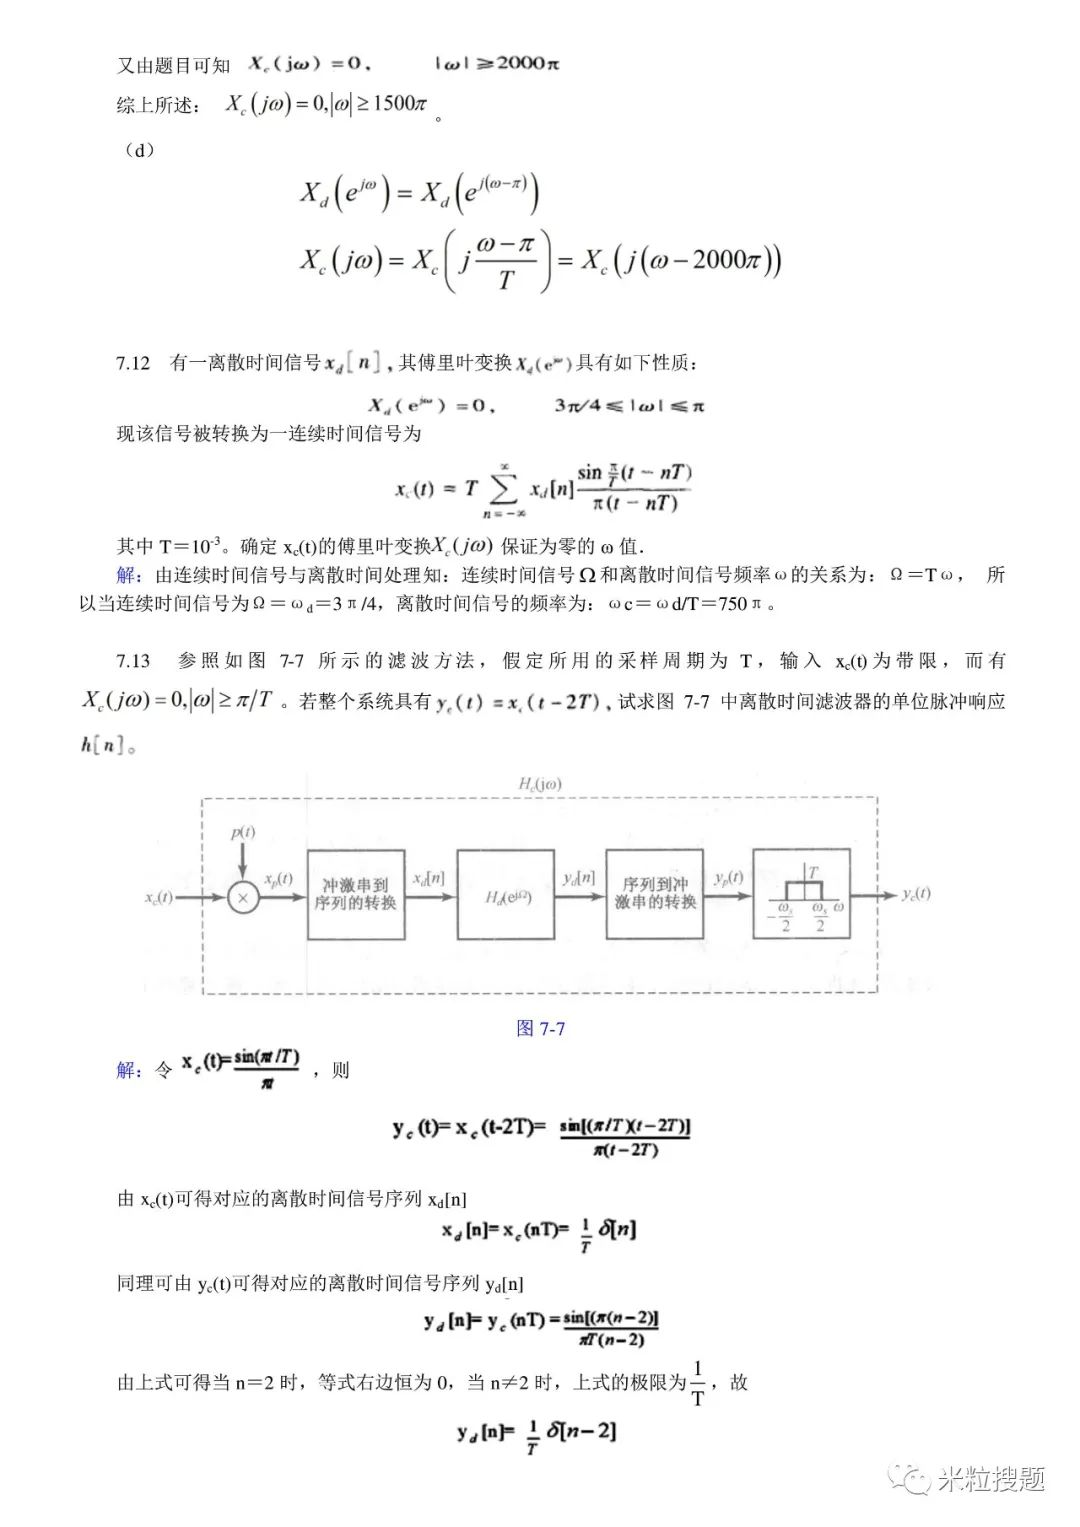 又由题目可知 X_c(jω)=0, |ω|≥2000π
综上所述: X_c(jω)=0,|ω|≥1500π 。
(d)
X_d(e^{jω}) = X_d(e^{j(ω−π)})
X_c(jω) = X_c(j (ω−π)/T) = X_c(j(ω−2000π))
7.12 有一离散时间信号x_d[n],其傅里叶变换X_d(e^{jω})具有如下性质:
X_d(e^{jω})=0, 3π/4≤|ω|≤π
现该信号被转换为一连续时间信号为
x_c(t) = T ∑_{n=−∞}^{∞} x_d[n] sin π/T (t − nT) / π(t − nT)
其中 T=10^{-3}。确定 x_c(t)的傅里叶变换X_c(jω) 保证为零的 ω 值.
解:由连续时间信号与离散时间处理知:连续时间信号Ω和离散时间信号频率ω的关系为:Ω=Tω, 所
以当连续时间信号为Ω=ω_d=3π/4,离散时间信号的频率为:ωc=ωd/T=750π。
7.13 参照如图 7-7 所示的滤波方法,假定所用的采样周期为 T,输入 x_c(t)为带限,而有
X_c(jω)=0,|ω|≥π/T 。若整个系统具有y_c(t)=x_c(t−2T),试求图 7-7 中离散时间滤波器的单位脉冲响应
h[n]。
H_c(jω)
p(t)
x_c(t) × x_p(t) 冲激串到序列的转换 x_d[n] H_d(e^{jΩ}) y_d[n] 序列到冲激串的转换 y_p(t) T −ω_s/2 ω_s/2 ω y_c(t)
图 7-7
解:令 x_c(t)=sin(πt/T)/πt ,则
y_c(t)= x_c(t-2T)= sin[(π/T)(t−2T)]/π(t−2T)
由 x_c(t)可得对应的离散时间信号序列 x_d[n]
x_d[n]=x_c(nT)= 1/T δ[n]
同理可由 y_c(t)可得对应的离散时间信号序列 y_d[n]
y_d[n]= y_c(nT) = sin[(π(n−2)]/πT(n−2)
由上式可得当 n=2 时,等式右边恒为 0,当 n≠2 时,上式的极限为1/T,故
y_d[n]= 1/T δ[n−2]
米粒搜题